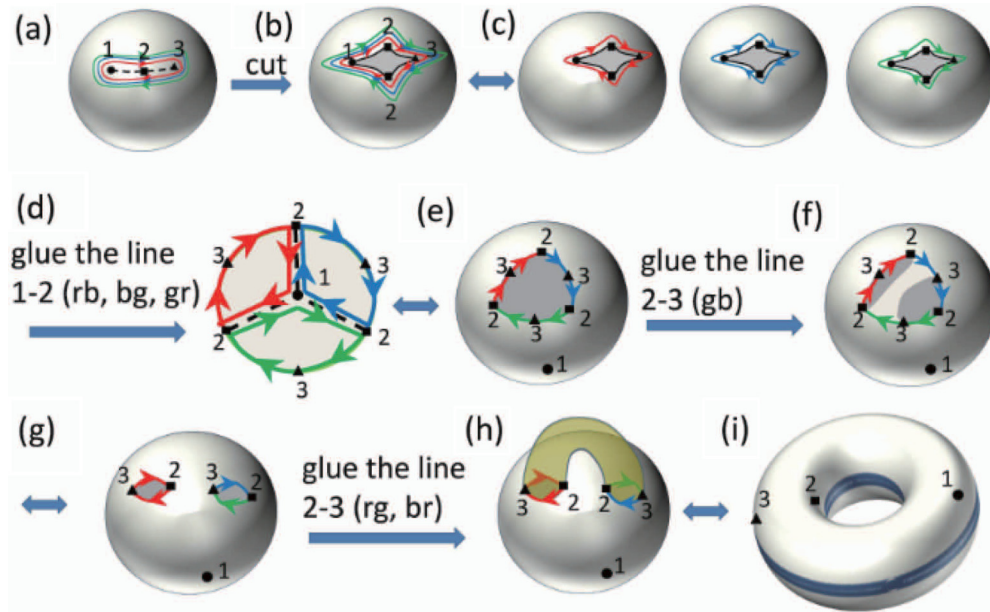 (a)
1 2 3
(b)
cut
2
1 3
2
(c)
(d)
glue the line
1-2 (rb, bg, gr)
2
3 3
1
2 2
3
(e)
2
3 3
2 2
3
1
glue the line
2-3 (gb)
(f)
2
3 3
2 2
3
1
(g)
3 2 3 2
1
glue the line
2-3 (rg, br)
(h)
3 2 2 3
1
(i)
3 2 1